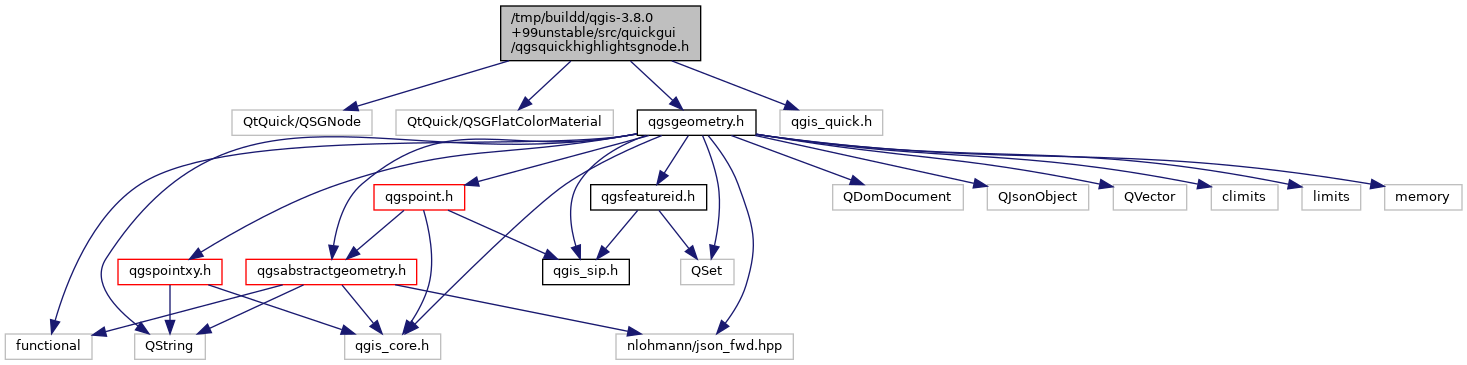 /tmp/buildd/qgis-3.8.0
+99unstable/src/quickgui
/qgsquickhighlightsgnode.h
QtQuick/QSGNode
QtQuick/QSGFlatColorMaterial
qgsgeometry.h
qgis_quick.h
qgspoint.h
qgsfeatureid.h
QDomDocument
QJsonObject
QVector
climits
limits
memory
qgspointxy.h
qgsabstractgeometry.h
qgis_sip.h
QSet
functional
QString
qgis_core.h
nlohmann/json_fwd.hpp